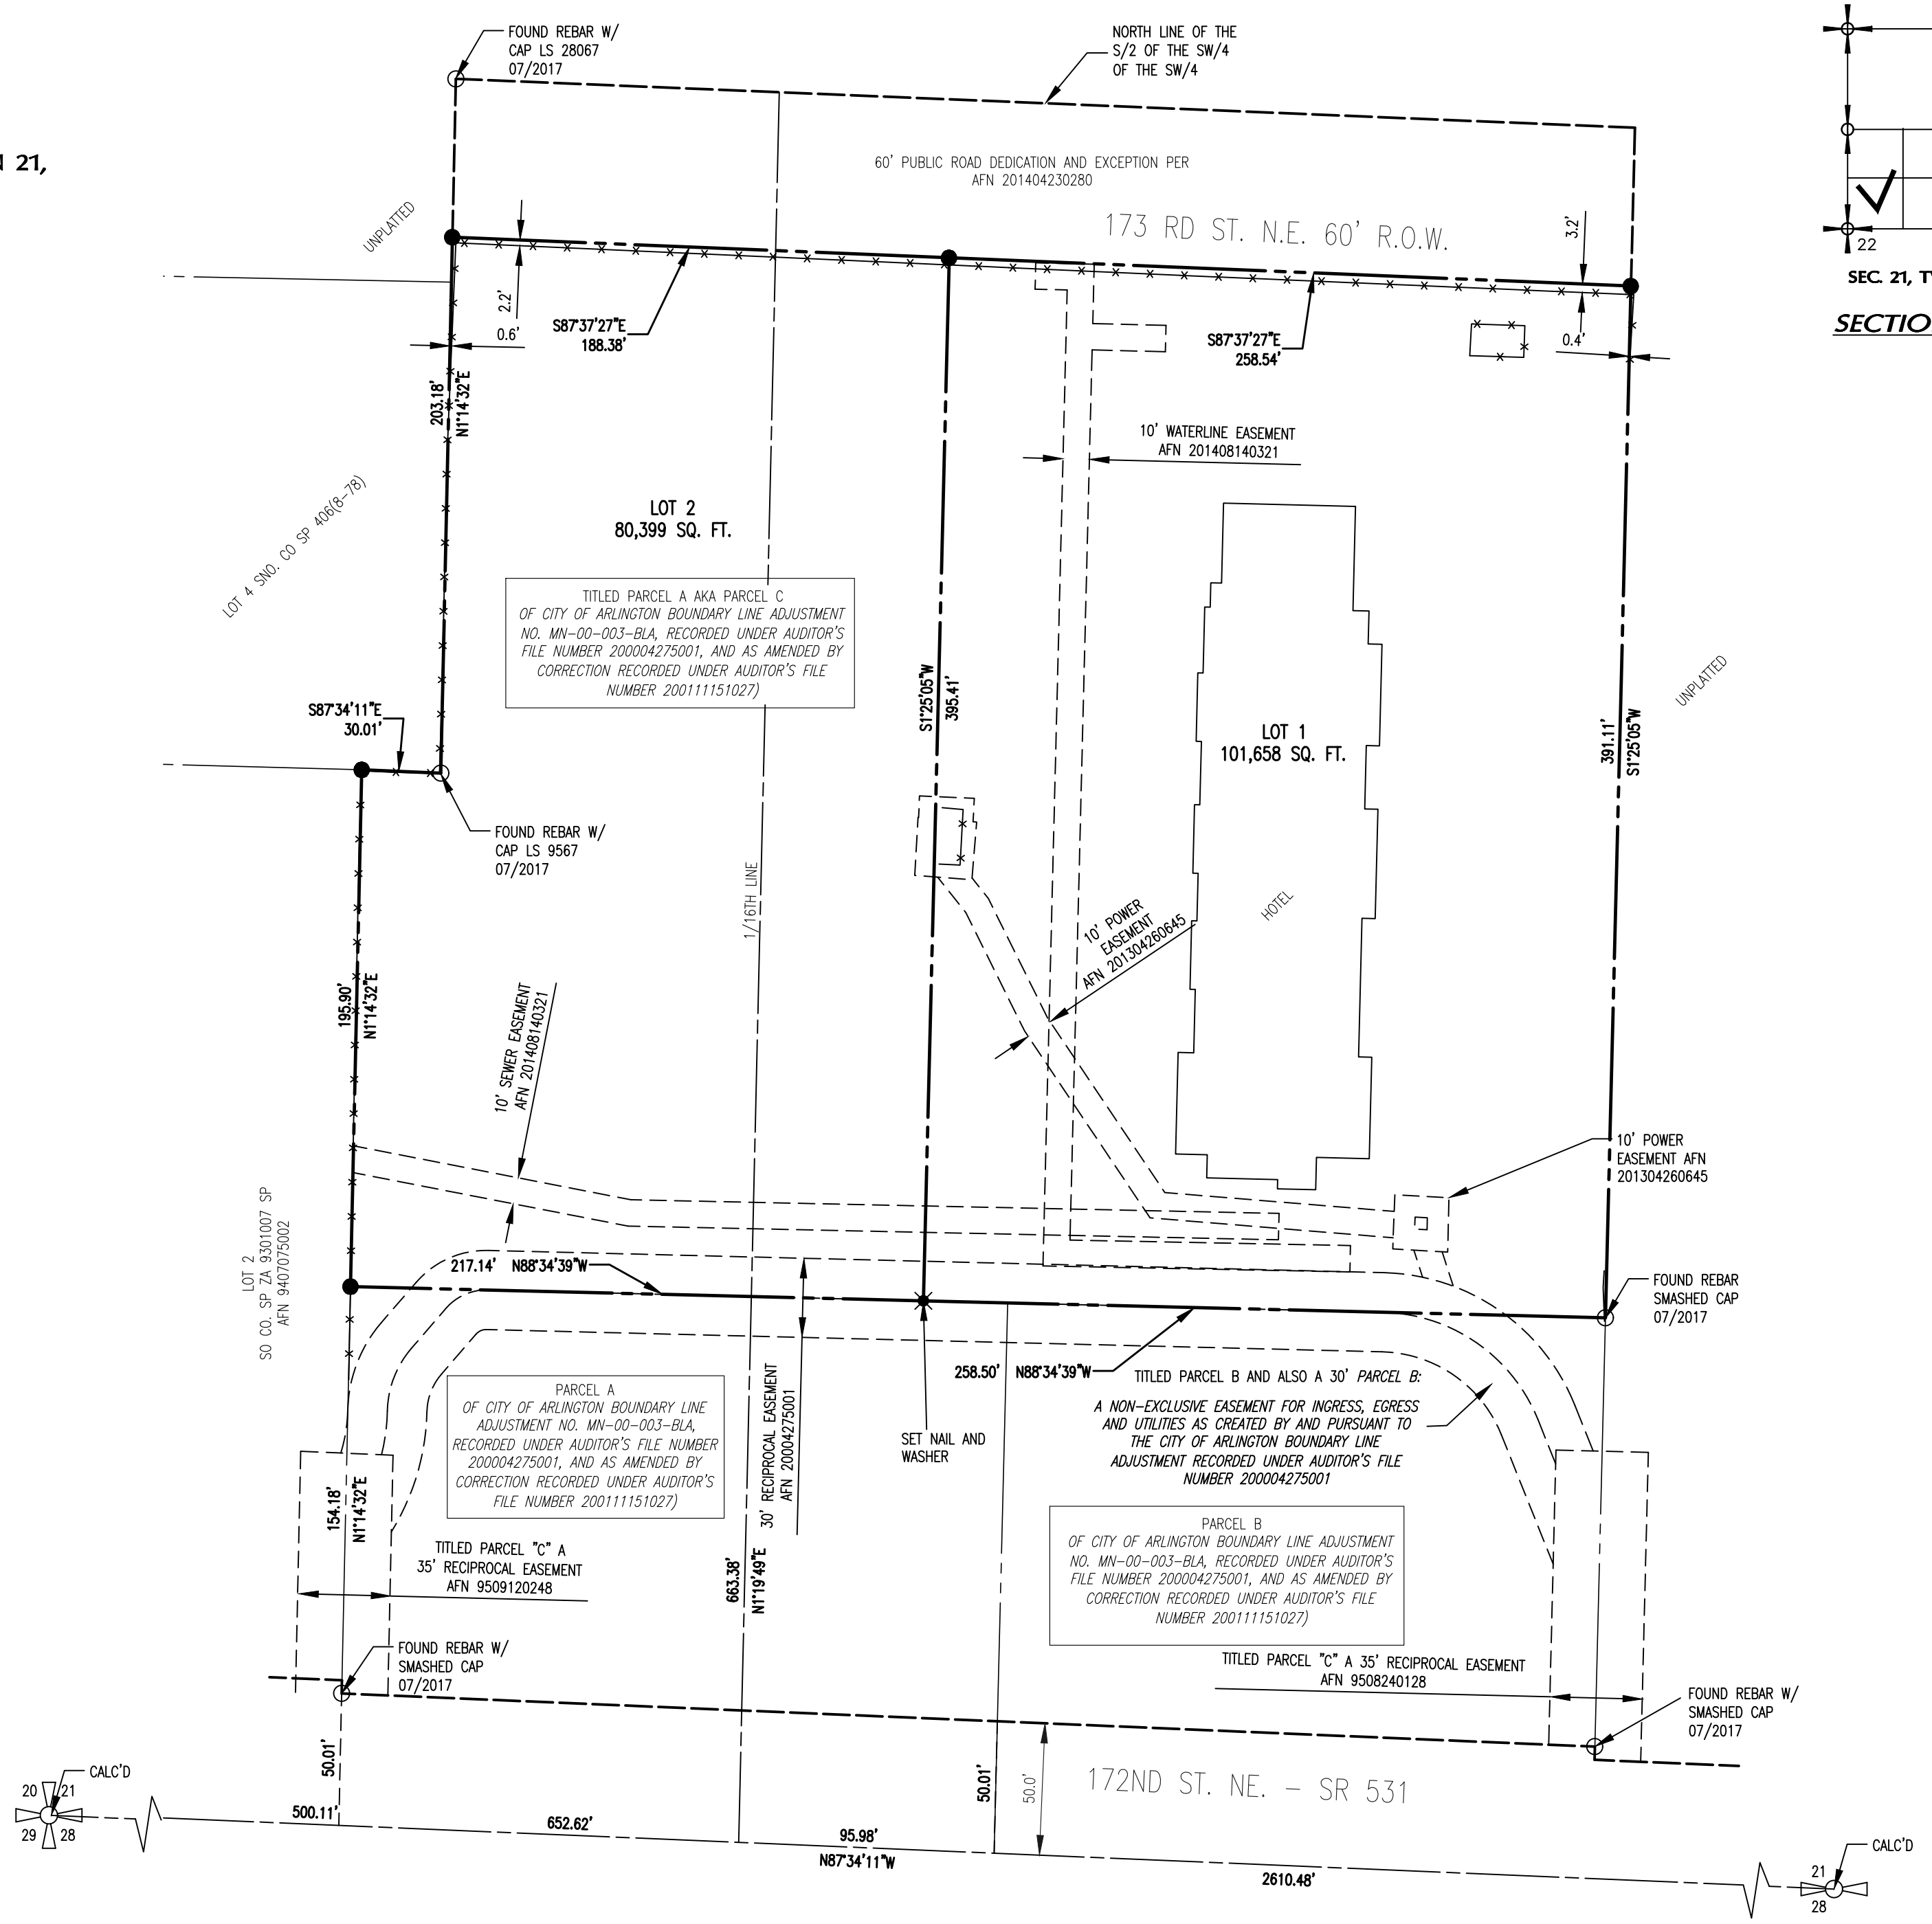 FOUND REBAR W/
CAP LS 28067
07/2017
NORTH LINE OF THE
S/2 OF THE SW/4
OF THE SW/4
21,
22
SEC. 21, T
SECTIO
60' PUBLIC ROAD DEDICATION AND EXCEPTION PER
AFN 201404230280
UNPLATTED
173 RD ST. N.E. 60' R.O.W.
3.2'
2.2'
0.6'
S87°37'27"E
188.38'
S87°37'27"E
258.54'
0.4'
203.18'
N1°14'32"E
10' WATERLINE EASEMENT
AFN 201408140321
LOT 4 SNO. CO SP 406(8-78)
LOT 2
80,399 SQ. FT.
TITLED PARCEL A AKA PARCEL C
OF CITY OF ARLINGTON BOUNDARY LINE ADJUSTMENT
NO. MN-00-003-BLA, RECORDED UNDER AUDITOR'S
FILE NUMBER 200004275001, AND AS AMENDED BY
CORRECTION RECORDED UNDER AUDITOR'S FILE
NUMBER 200111151027)
S87°34'11"E
30.01'
S1°25'05"W
395.41'
LOT 1
101,658 SQ. FT.
391.11'
S1°25'05"W
UNPLATTED
FOUND REBAR W/
CAP LS 9567
07/2017
1/16TH LINE
HOTEL
10' POWER
EASEMENT
AFN 201304260645
195.90'
N1°14'32"E
10' SEWER EASEMENT
AFN 201408140321
10' POWER
EASEMENT AFN
201304260645
LOT 2
SO CO. SP ZA 9301007 SP
AFN 9407075002
217.14' N88°34'39"W
FOUND REBAR
SMASHED CAP
07/2017
258.50' N88°34'39"W
TITLED PARCEL B AND ALSO A 30' PARCEL B:
A NON-EXCLUSIVE EASEMENT FOR INGRESS, EGRESS
AND UTILITIES AS CREATED BY AND PURSUANT TO
THE CITY OF ARLINGTON BOUNDARY LINE
ADJUSTMENT RECORDED UNDER AUDITOR'S FILE
NUMBER 200004275001
PARCEL A
OF CITY OF ARLINGTON BOUNDARY LINE
ADJUSTMENT NO. MN-00-003-BLA,
RECORDED UNDER AUDITOR'S FILE NUMBER
200004275001, AND AS AMENDED BY
CORRECTION RECORDED UNDER AUDITOR'S
FILE NUMBER 200111151027)
30' RECIPROCAL EASEMENT
AFN 200004275001
SET NAIL AND
WASHER
154.18'
N1°14'32"E
TITLED PARCEL "C" A
35' RECIPROCAL EASEMENT
AFN 9509120248
663.38'
N1°19'49"E
PARCEL B
OF CITY OF ARLINGTON BOUNDARY LINE ADJUSTMENT
NO. MN-00-003-BLA, RECORDED UNDER AUDITOR'S
FILE NUMBER 200004275001, AND AS AMENDED BY
CORRECTION RECORDED UNDER AUDITOR'S FILE
NUMBER 200111151027)
TITLED PARCEL "C" A 35' RECIPROCAL EASEMENT
AFN 9508240128
FOUND REBAR W/
SMASHED CAP
07/2017
FOUND REBAR W/
SMASHED CAP
07/2017
50.01'
50.01'
50.0'
172ND ST. NE. - SR 531
CALC'D
20 21
29 28
500.11'
652.62'
95.98'
N87°34'11"W
2610.48'
CALC'D
21
28